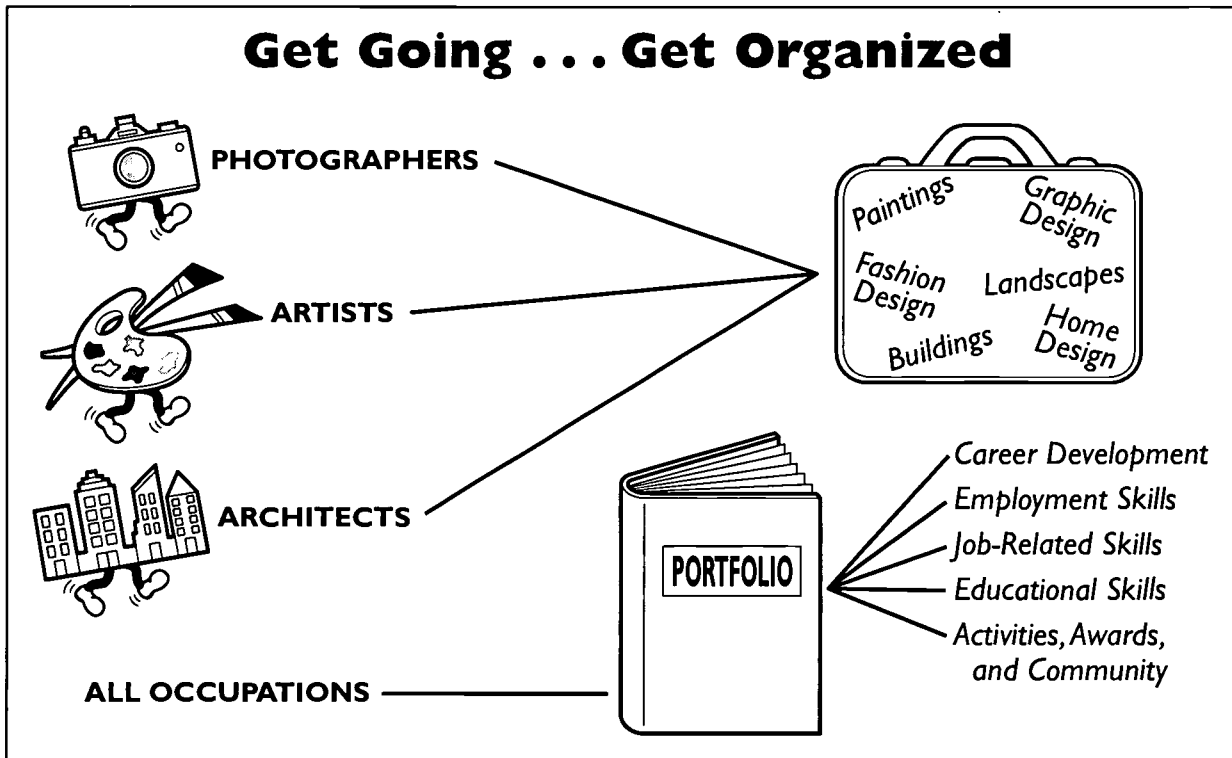 Get Going . . . Get Organized
PHOTOGRAPHERS
ARTISTS
ARCHITECTS
ALL OCCUPATIONS
Paintings
Graphic
Design
Fashion
Design
Landscapes
Buildings
Home
Design
PORTFOLIO
Career Development
Employment Skills
Job-Related Skills
Educational Skills
Activities, Awards,
and Community